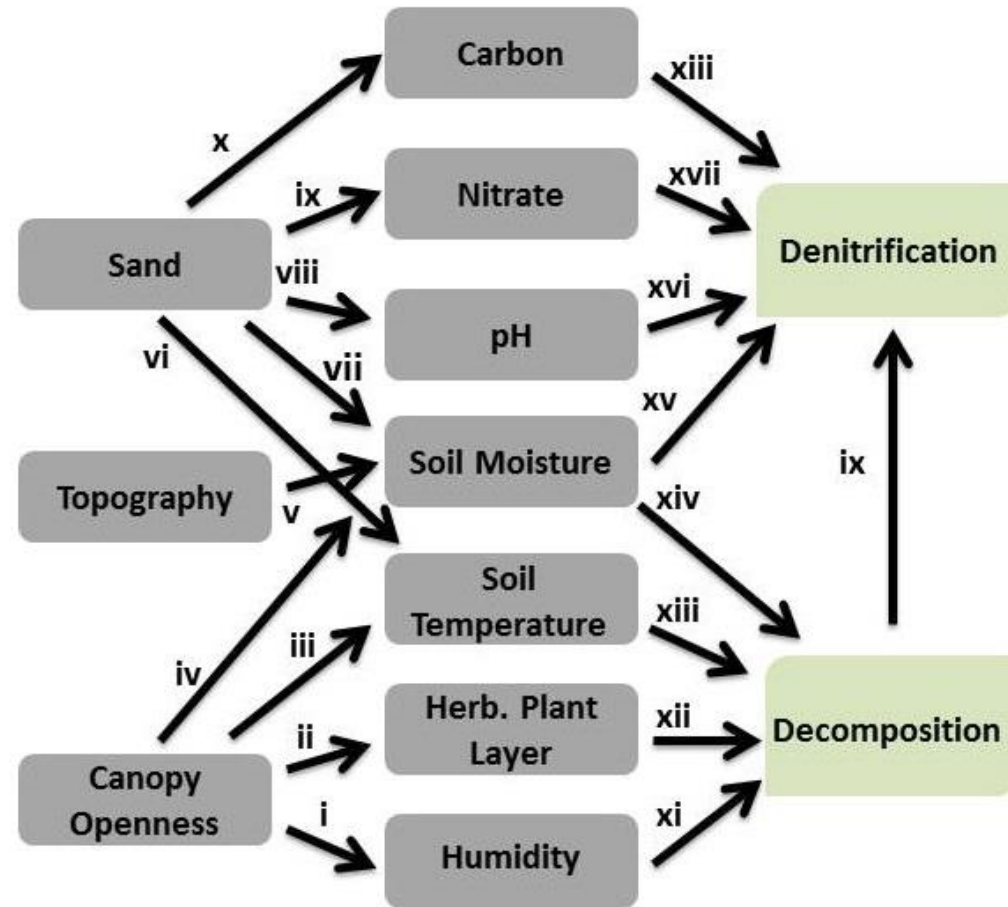 Carbon
xiii
x
Nitrate
xvii
ix
Denitrification
Sand
viii
xvi
pH
vi
vii
xv
Soil Moisture
ix
Topography
v
xiv
Soil
Temperature
xiii
iii
iv
Herb. Plant
Layer
xii
ii
Decomposition
Canopy
Openness
i
xi
Humidity